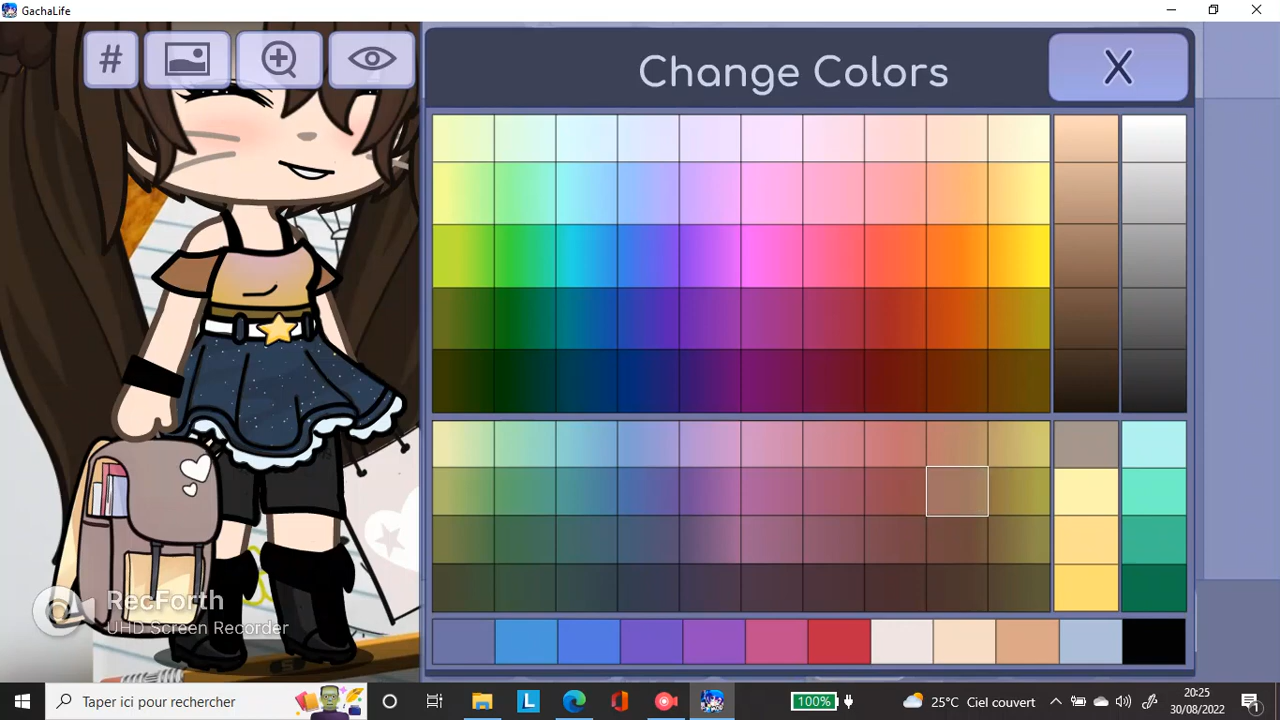 GachaLife
#
Change Colors
X
RecForth
UHD Screen Recorder
Taper ici pour rechercher
L
100%
25°C Ciel couvert
20:25
30/08/2022
1